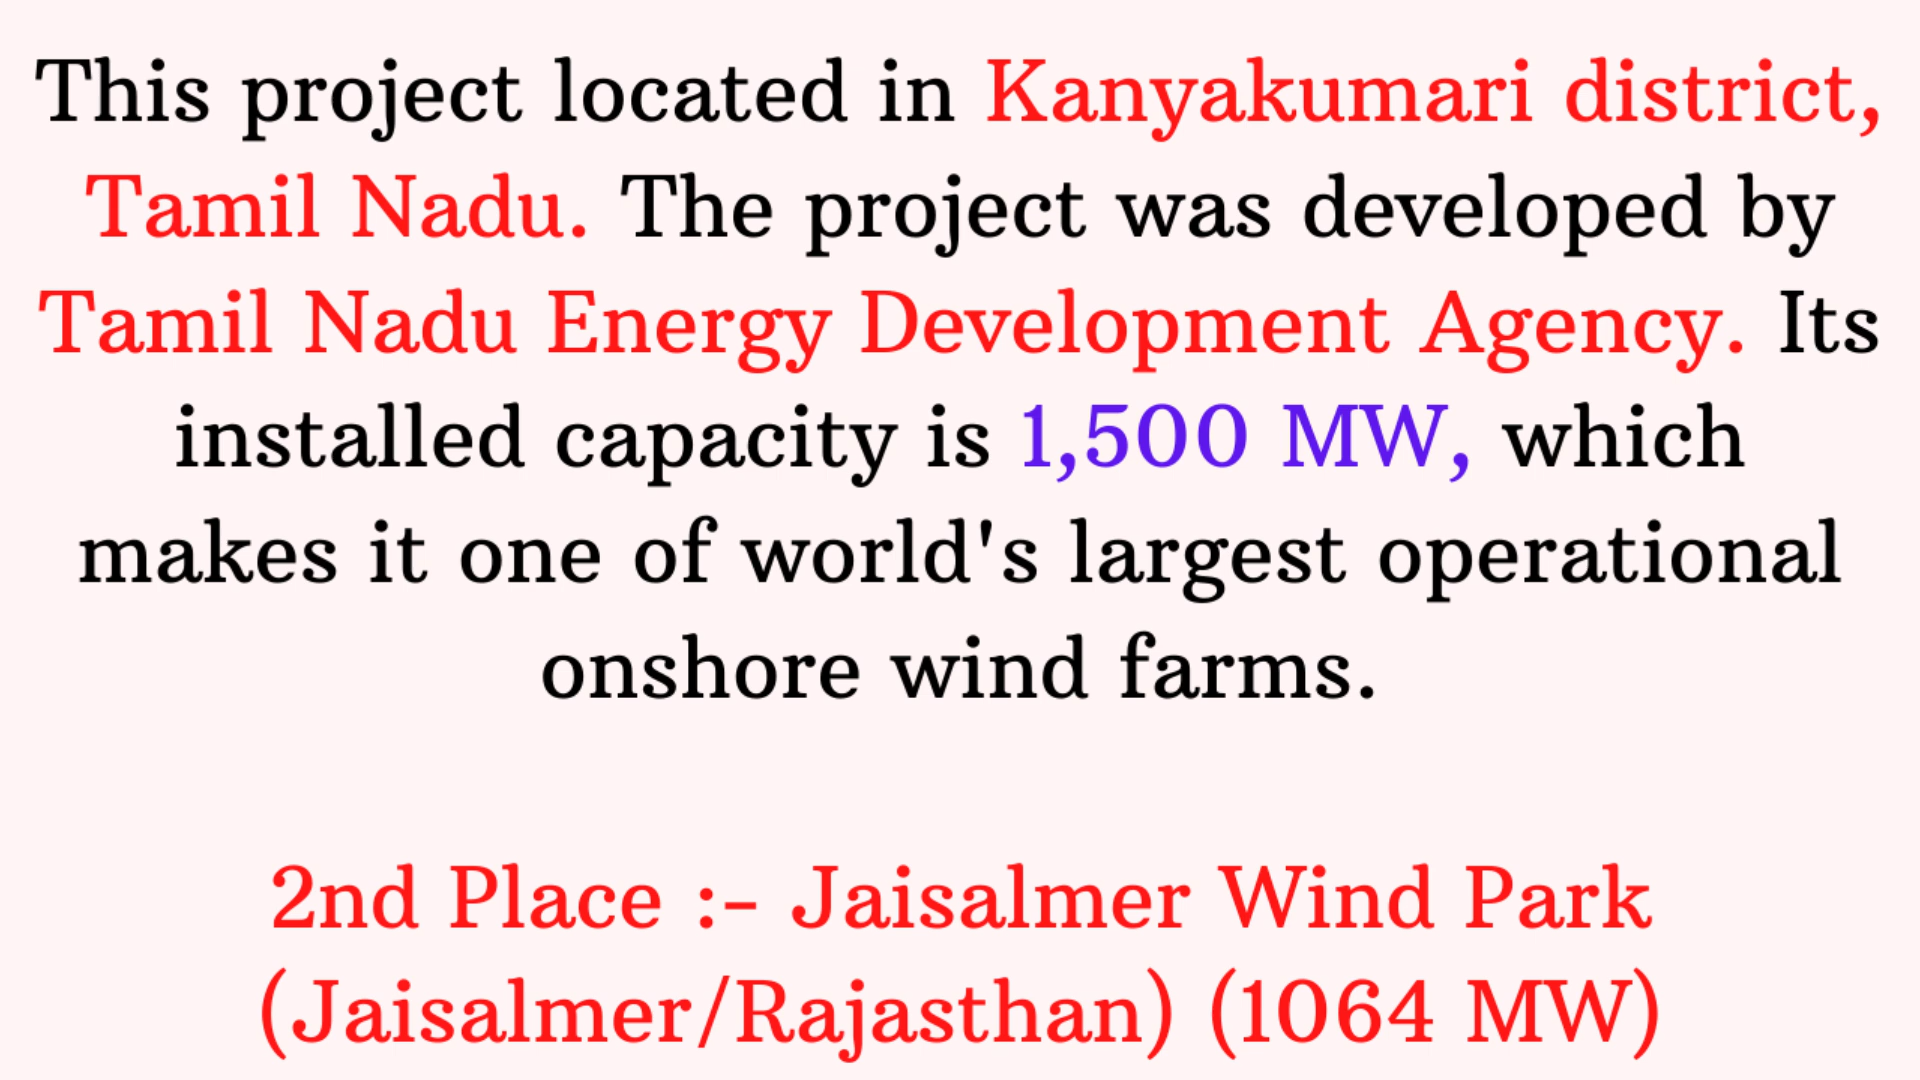 This project located in Kanyakumari district,
Tamil Nadu. The project was developed by
Tamil Nadu Energy Development Agency. Its
installed capacity is 1,500 MW, which
makes it one of world's largest operational
onshore wind farms.
2nd Place :- Jaisalmer Wind Park
(Jaisalmer/Rajasthan) (1064 MW)